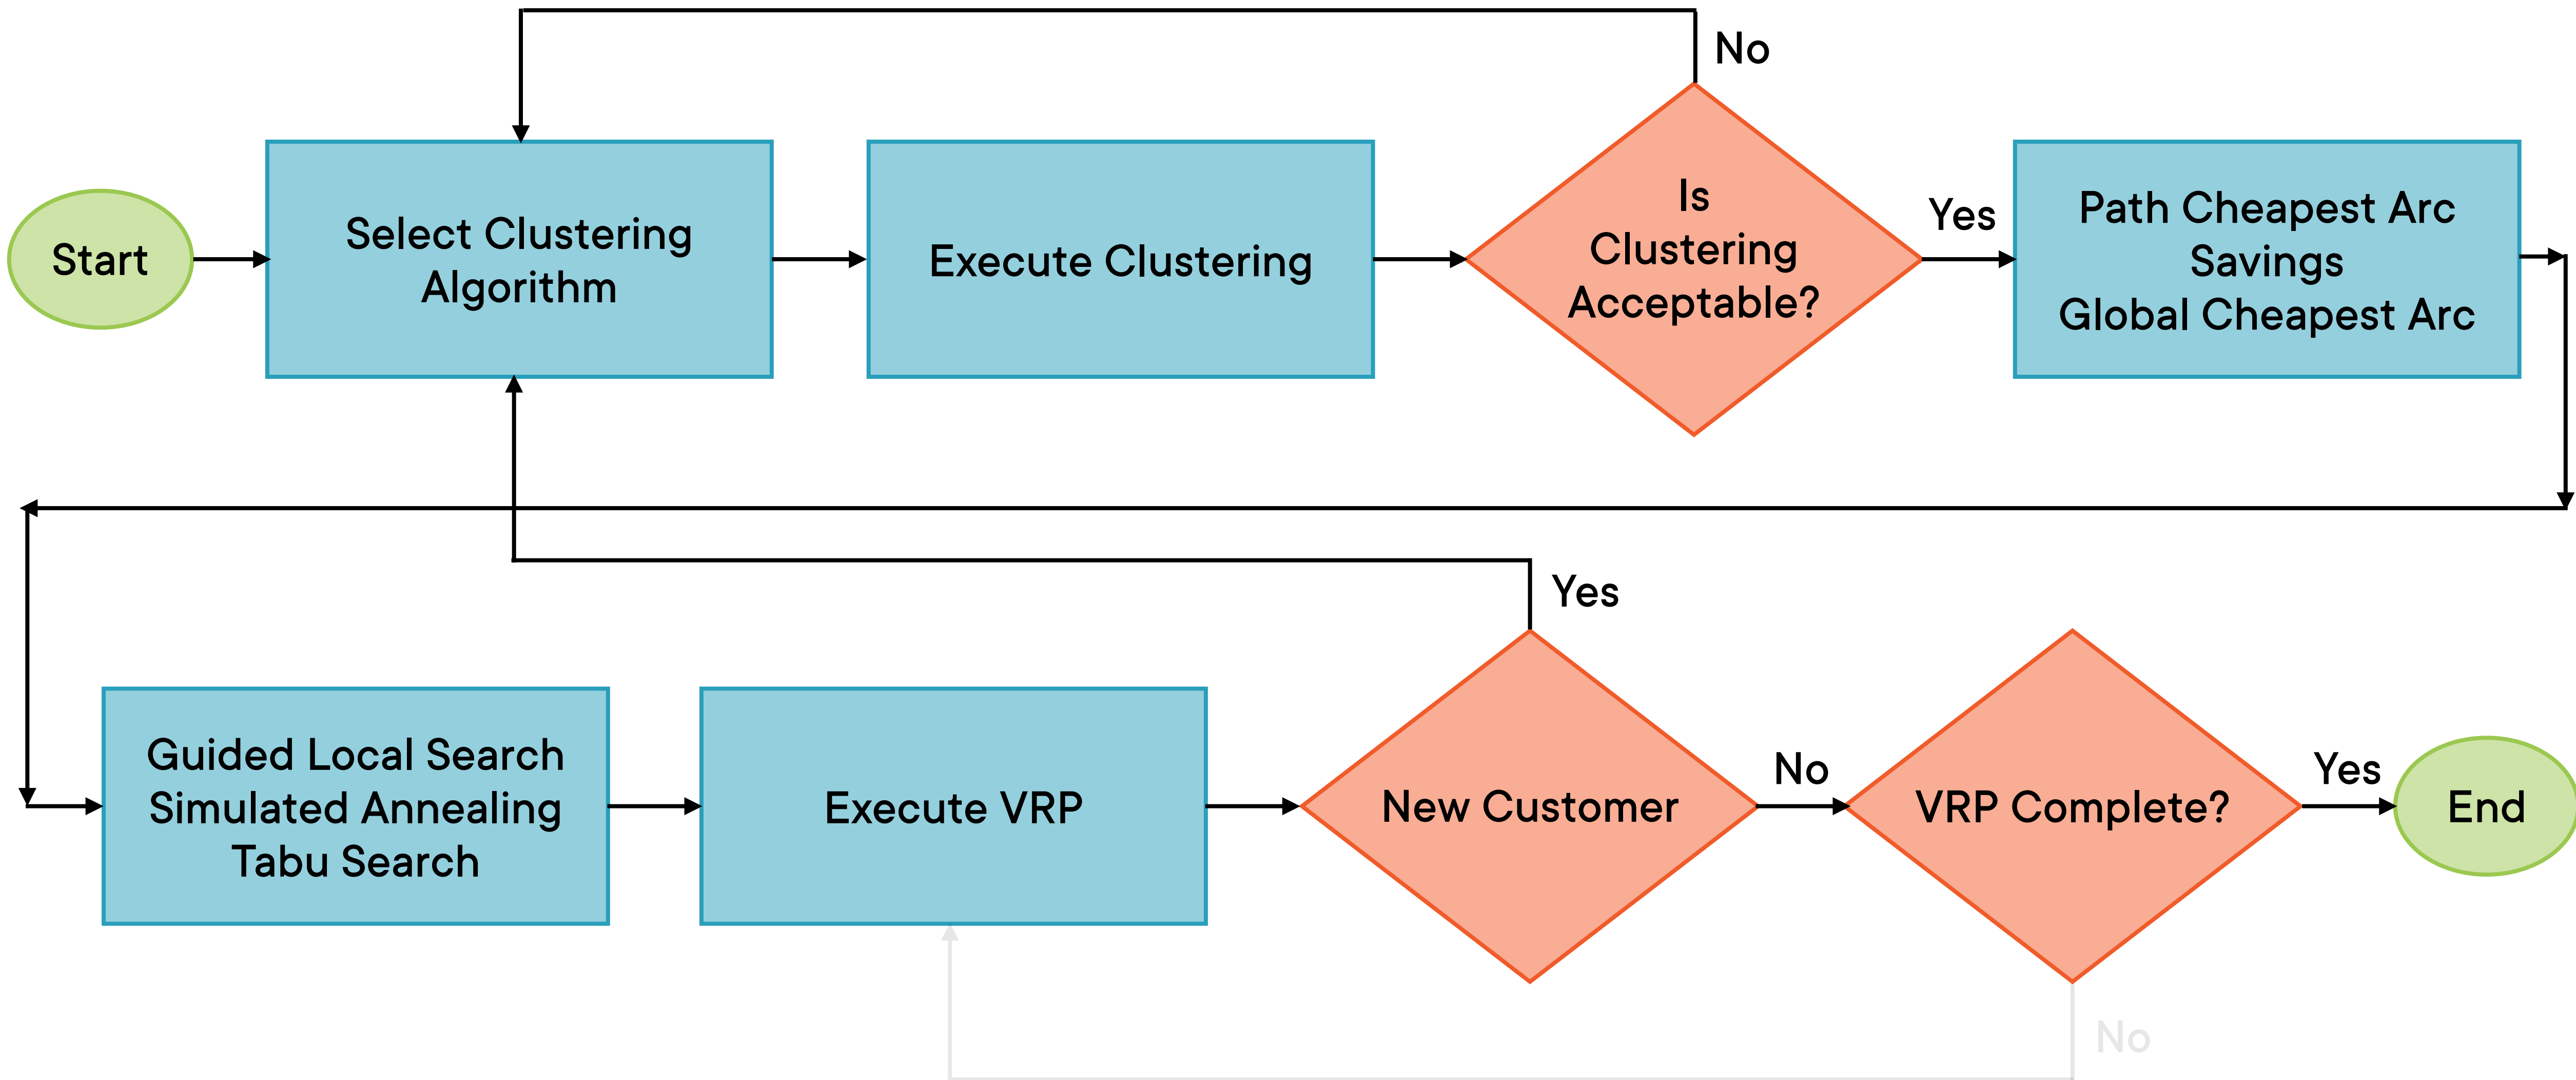 No
Start
Select Clustering
Algorithm
Execute Clustering
Is
Clustering
Acceptable?
Yes
Path Cheapest Arc
Savings
Global Cheapest Arc
Yes
Guided Local Search
Simulated Annealing
Tabu Search
Execute VRP
New Customer
No
VRP Complete?
Yes
End
No